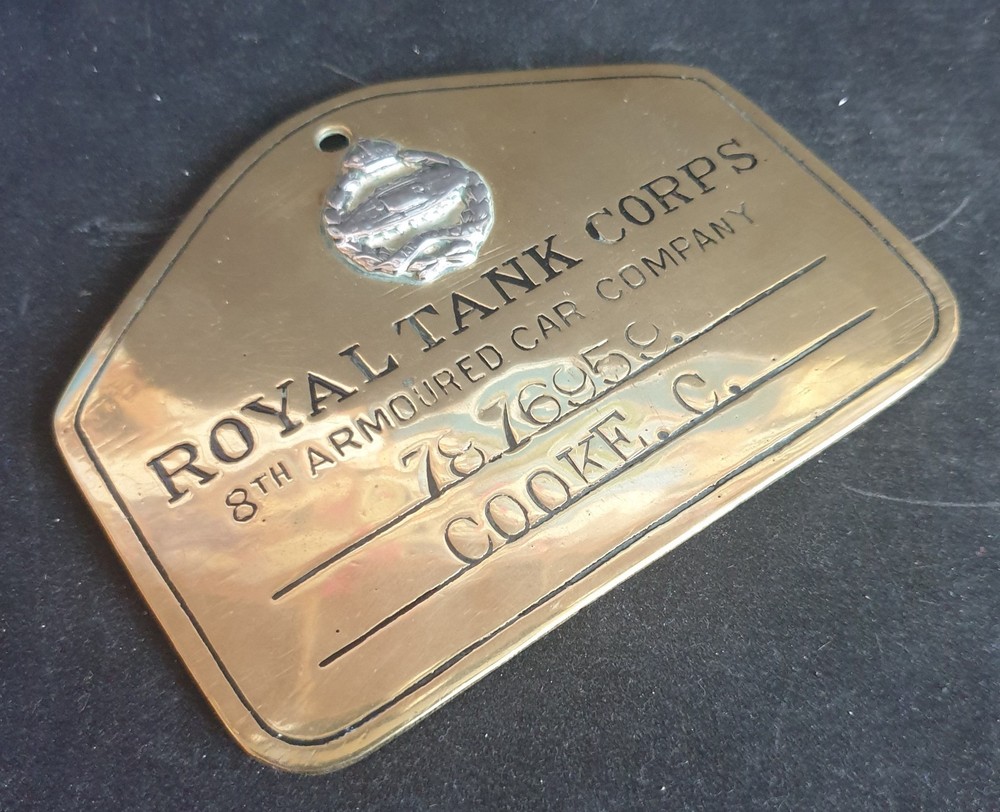 ROYAL TANK CORPS
8TH ARMOURED CAR COMPANY
7876950.
COOKE. C.